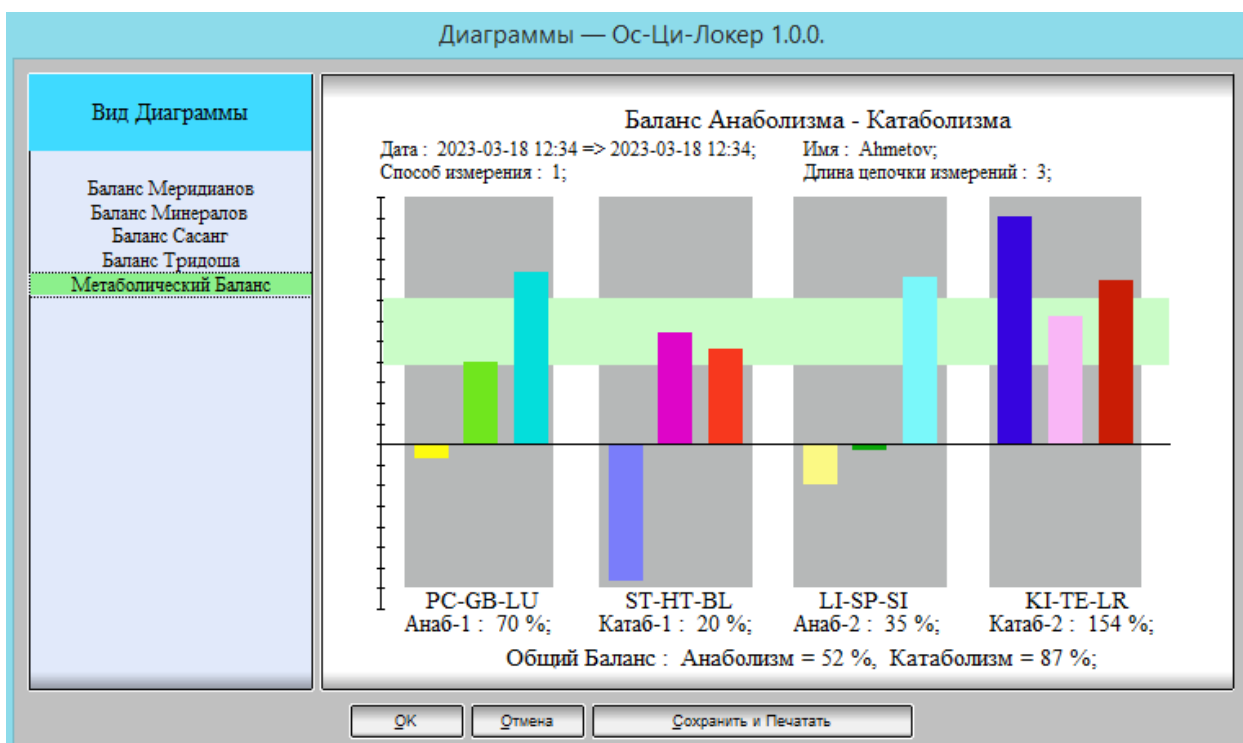 Диаграммы — Ос-Ци-Локер 1.0.0.
Вид Диаграммы
Баланс Меридианов
Баланс Минералов
Баланс Сасанг
Баланс Тридоша
Метаболический Баланс
Баланс Анаболизма - Катаболизма
Дата : 2023-03-18 12:34 => 2023-03-18 12:34; Имя : Ahmetov;
Способ измерения : 1; Длина цепочки измерений : 3;
PC-GB-LU ST-HT-BL LI-SP-SI KI-TE-LR
Анаб-1 : 70 %; Катаб-1 : 20 %; Анаб-2 : 35 %; Катаб-2 : 154 %;
Общий Баланс : Анаболизм = 52 %, Катаболизм = 87 %;
OK Отмена Сохранить и Печатать